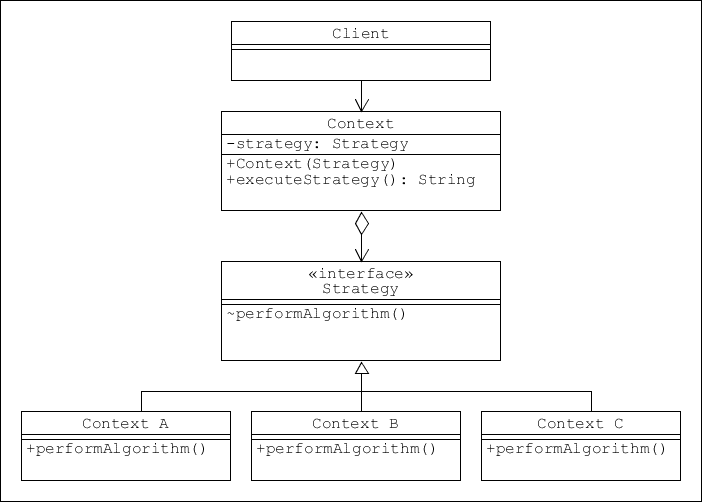 Client
Context
-strategy: Strategy
+Context(Strategy)
+executeStrategy(): String
«interface»
Strategy
~performAlgorithm()
Context A
+performAlgorithm()
Context B
+performAlgorithm()
Context C
+performAlgorithm()